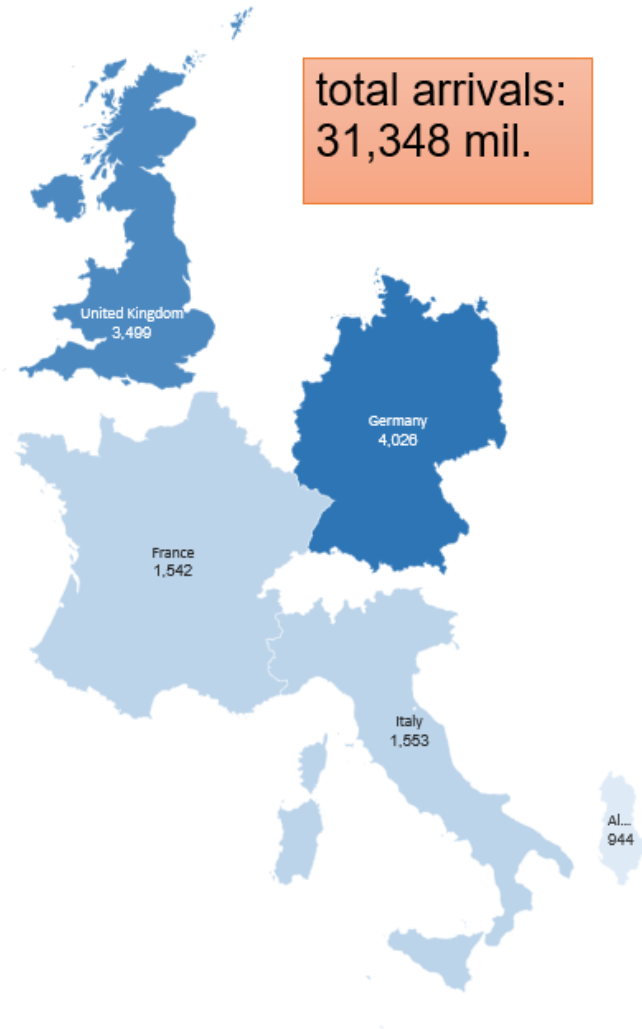 total arrivals:
31,348 mil.
United Kingdom
3,499
Germany
4,026
France
1,542
Italy
1,553
Al...
944